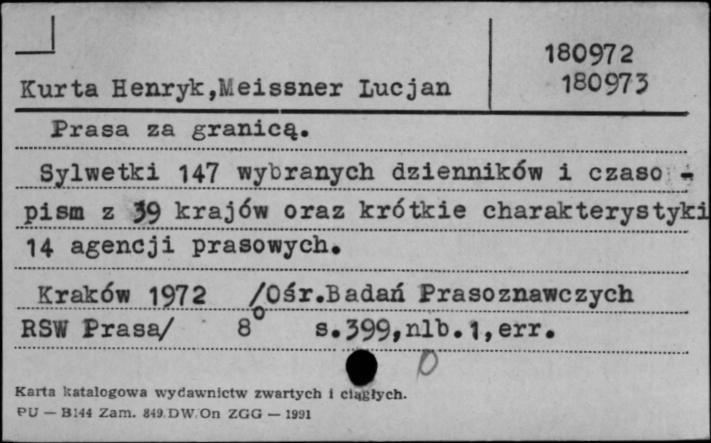 180972
180973
Kurta Henryk,Meissner Lucjan
Prasa za granicą.
Sylwetki 147 wybranych dzienników i czaso -
pism z 39 krajów oraz krótkie charakterystyki
14 agencji prasowych.
Kraków 1972 /Ośr.Badań Prasoznawczych
RSW Prasa/ 8° s.399,nlb.1,err.
Karta katalogowa wydawnictw zwartych i ciągłych.
PU — B144 Zam. 849.DW.On ZGG — 1991